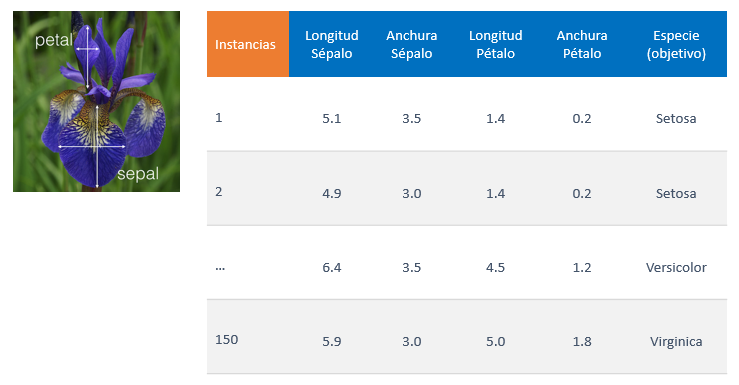 petal
sepal
Instancias Longitud Sépalo Anchura Sépalo Longitud Pétalo Anchura Pétalo Especie (objetivo)
1 5.1 3.5 1.4 0.2 Setosa
2 4.9 3.0 1.4 0.2 Setosa
... 6.4 3.5 4.5 1.2 Versicolor
150 5.9 3.0 5.0 1.8 Virginica